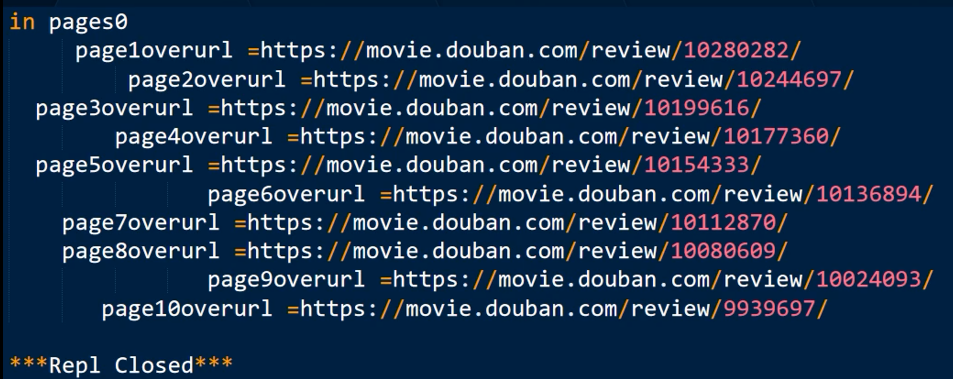 in pages0
page1overurl =https://movie.douban.com/review/10280282/
page2overurl =https://movie.douban.com/review/10244697/
page3overurl =https://movie.douban.com/review/10199616/
page4overurl =https://movie.douban.com/review/10177360/
page5overurl =https://movie.douban.com/review/10154333/
page6overurl =https://movie.douban.com/review/10136894/
page7overurl =https://movie.douban.com/review/10112870/
page8overurl =https://movie.douban.com/review/10080609/
page9overurl =https://movie.douban.com/review/10024093/
page10overurl =https://movie.douban.com/review/9939697/
***Repl Closed***